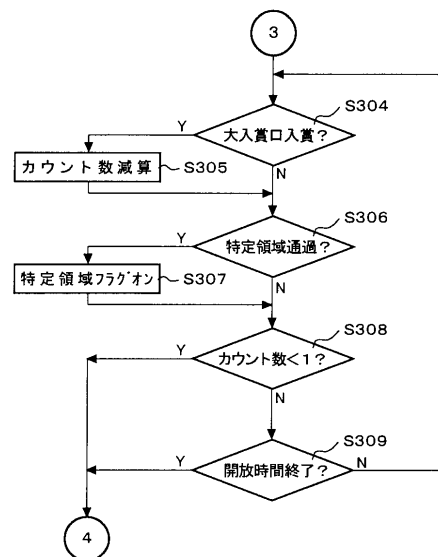 3
S304
大入賞口入賞？
Y
N
カウント数減算
S305
S306
特定領域通過？
Y
N
特定領域フラグオン
S307
S308
カウント数<1？
Y
N
S309
開放時間終了？
Y
N
4